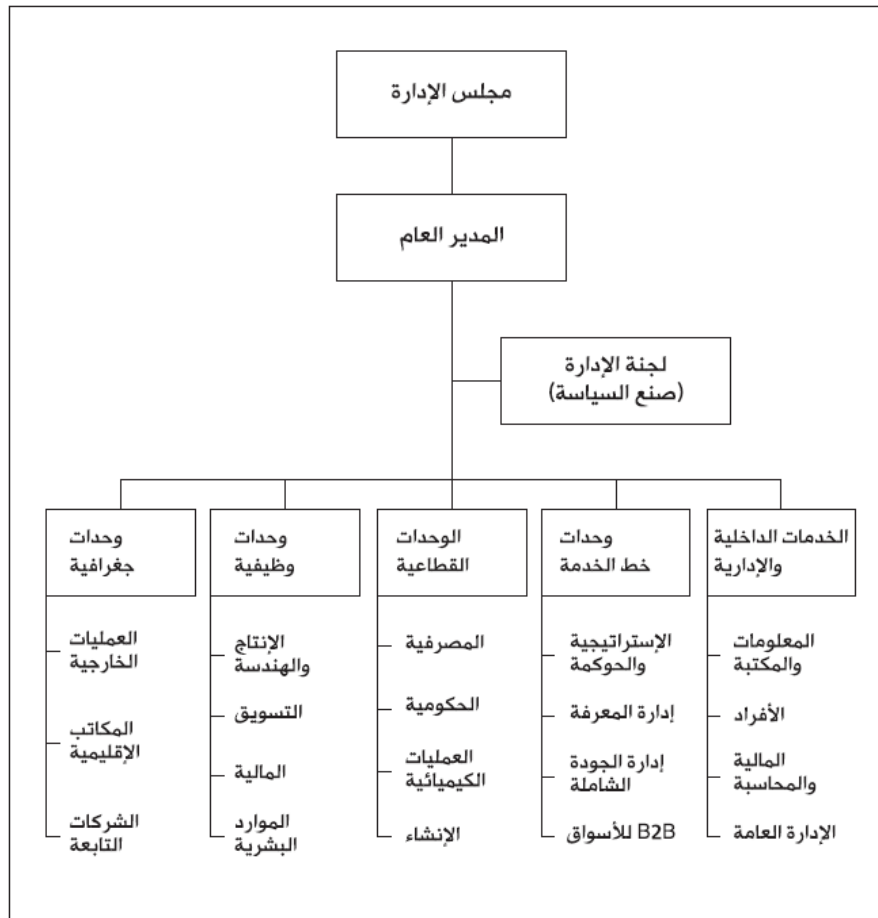 مجلس الإدارة
المدير العام
لجنة الإدارة
(صنع السياسة)
الخدمات الداخلية
والإدارية
المعلومات
والمكتبة
الأفراد
المالية
والمحاسبة
الإدارة العامة
وحدات
خط الخدمة
الإستراتيجية
والحوكمة
إدارة المعرفة
إدارة الجودة
الشاملة
B2B للأسواق
الوحدات
القطاعية
المصرفية
الحكومية
العمليات
الكيميائية
الإنشاء
وحدات
وظيفية
الإنتاج
والهندسة
التسويق
المالية
الموارد
البشرية
وحدات
جغرافية
العمليات
الخارجية
المكاتب
الإقليمية
الشركات
التابعة